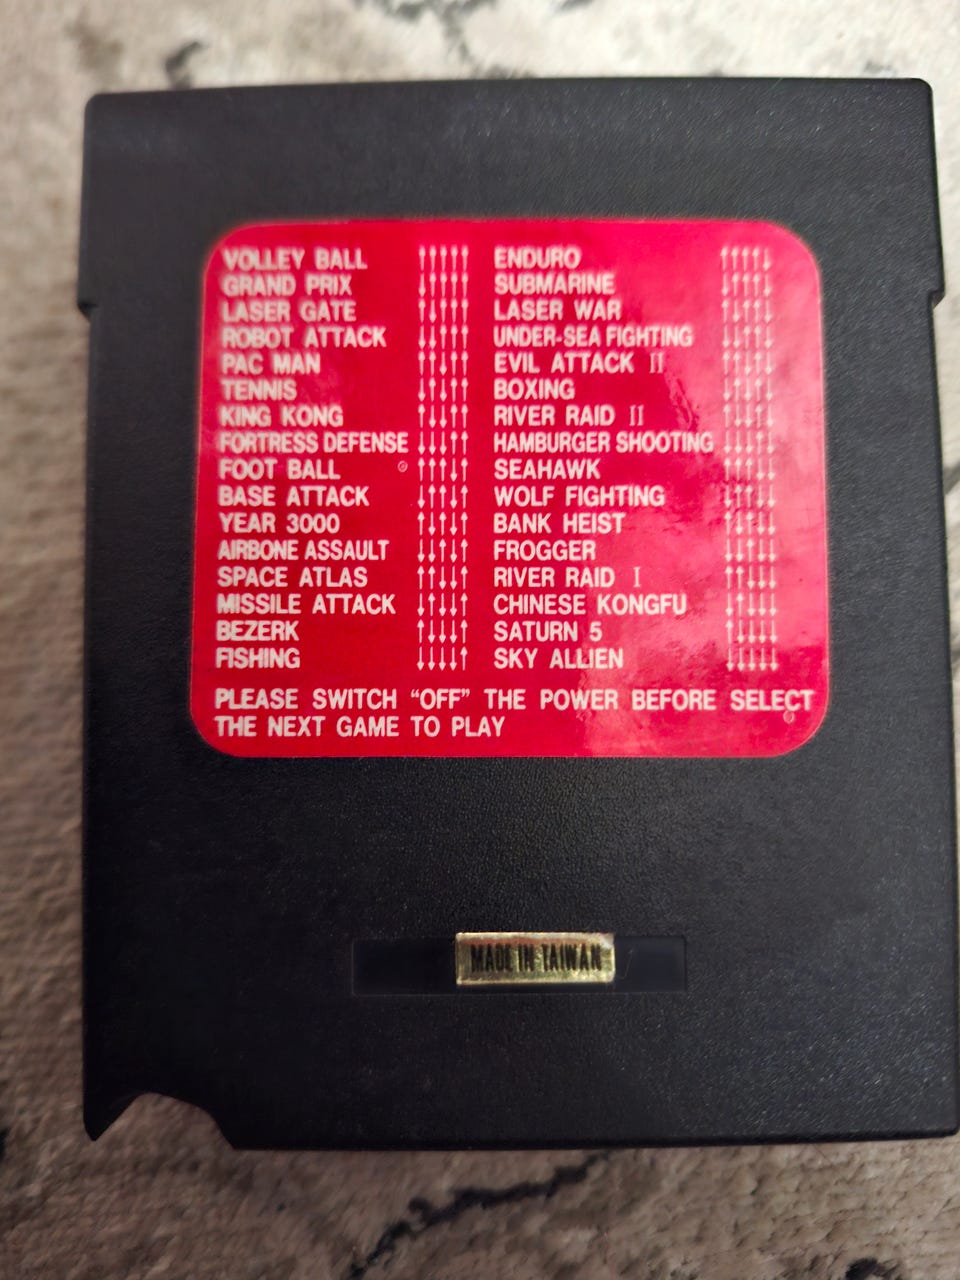 VOLLEY BALL ↑↑↑↑↑ ENDURO ↑↑↑↑↓
GRAND PRIX ↓↑↑↑↑ SUBMARINE ↓↑↑↑↓
LASER GATE ↑↓↑↑↑ LASER WAR ↑↓↑↑↓
ROBOT ATTACK ↓↓↑↑↑ UNDER-SEA FIGHTING ↓↓↑↑↓
PAC MAN ↑↑↓↑↑ EVIL ATTACK II ↑↑↓↑↓
TENNIS ↓↑↓↑↑ BOXING ↓↑↓↑↓
KING KONG ↑↓↓↑↑ RIVER RAID II ↑↓↓↑↓
FORTRESS DEFENSE ↓↓↓↑↑ HAMBURGER SHOOTING ↓↓↓↑↓
FOOT BALL ↑↑↑↓↑ SEAHAWK ↑↑↑↓↓
BASE ATTACK ↓↑↑↓↑ WOLF FIGHTING ↓↑↑↓↓
YEAR 3000 ↑↓↑↓↑ BANK HEIST ↑↓↑↓↓
AIRBONE ASSAULT ↓↓↑↓↑ FROGGER ↓↓↑↓↓
SPACE ATLAS ↑↑↓↓↑ RIVER RAID I ↑↑↓↓↓
MISSILE ATTACK ↓↑↓↓↑ CHINESE KONGFU ↓↑↓↓↓
BEZERK ↑↓↓↓↑ SATURN 5 ↑↓↓↓↓
FISHING ↓↓↓↓↑ SKY ALLIEN ↓↓↓↓↓
PLEASE SWITCH “OFF” THE POWER BEFORE SELECT
THE NEXT GAME TO PLAY
MADE IN TAIWAN